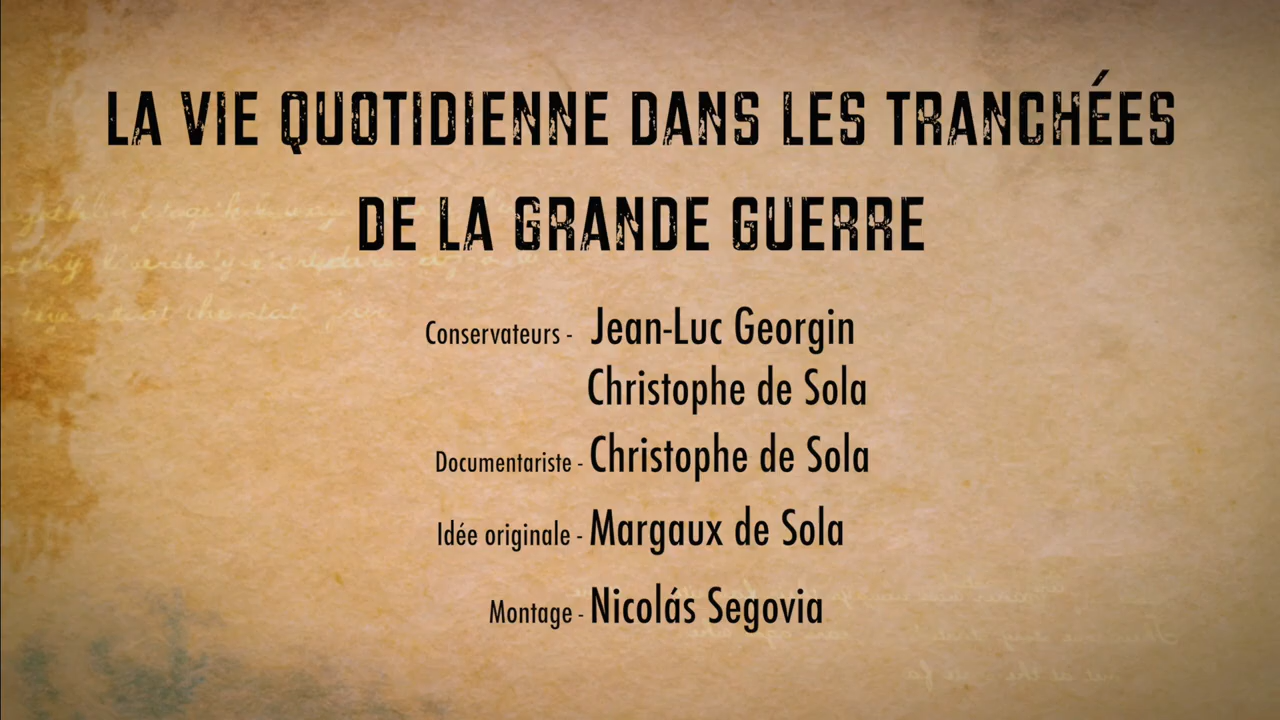 LA VIE QUOTIDIENNE DANS LES TRANCHÉES
DE LA GRANDE GUERRE
Conservateurs - Jean-Luc Georgin
Christophe de Sola
Documentariste - Christophe de Sola
Idée originale - Margaux de Sola
Montage - Nicolás Segovia